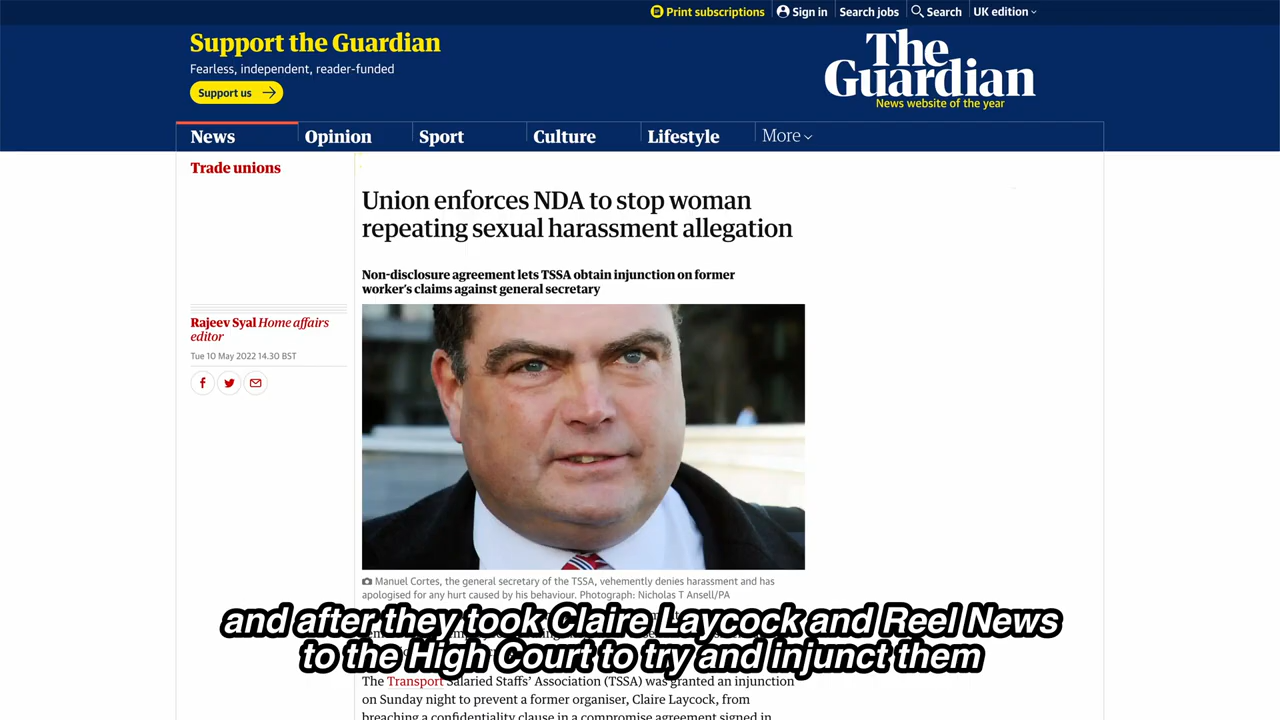 Print subscriptions
Sign in
Search jobs
Search
UK edition
Support the Guardian
Fearless, independent, reader-funded
Support us
The
Guardian
News website of the year
News
Opinion
Sport
Culture
Lifestyle
More
Trade unions
Union enforces NDA to stop woman
repeating sexual harassment allegation
Non-disclosure agreement lets TSSA obtain injunction on former
worker's claims against general secretary
Rajeev Syal Home affairs
editor
Tue 10 May 2022 14.30 BST
Manuel Cortes, the general secretary of the TSSA, vehemently denies harassment and has
apologised for any hurt caused by his behaviour. Photograph: Nicholas T Ansell/PA
and after they took Claire Laycock and Reel News
to the High Court to try and injunct them
The Transport Salaried Staffs' Association (TSSA) was granted an injunction
on Sunday night to prevent a former organiser, Claire Laycock, from
breaching a confidentiality clause in a compromise agreement signed in